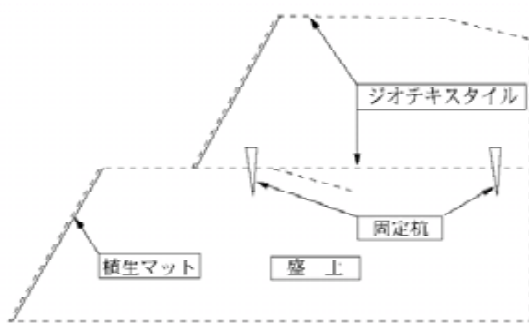 ジオテキスタイル
固定杭
植生マット
盛　土